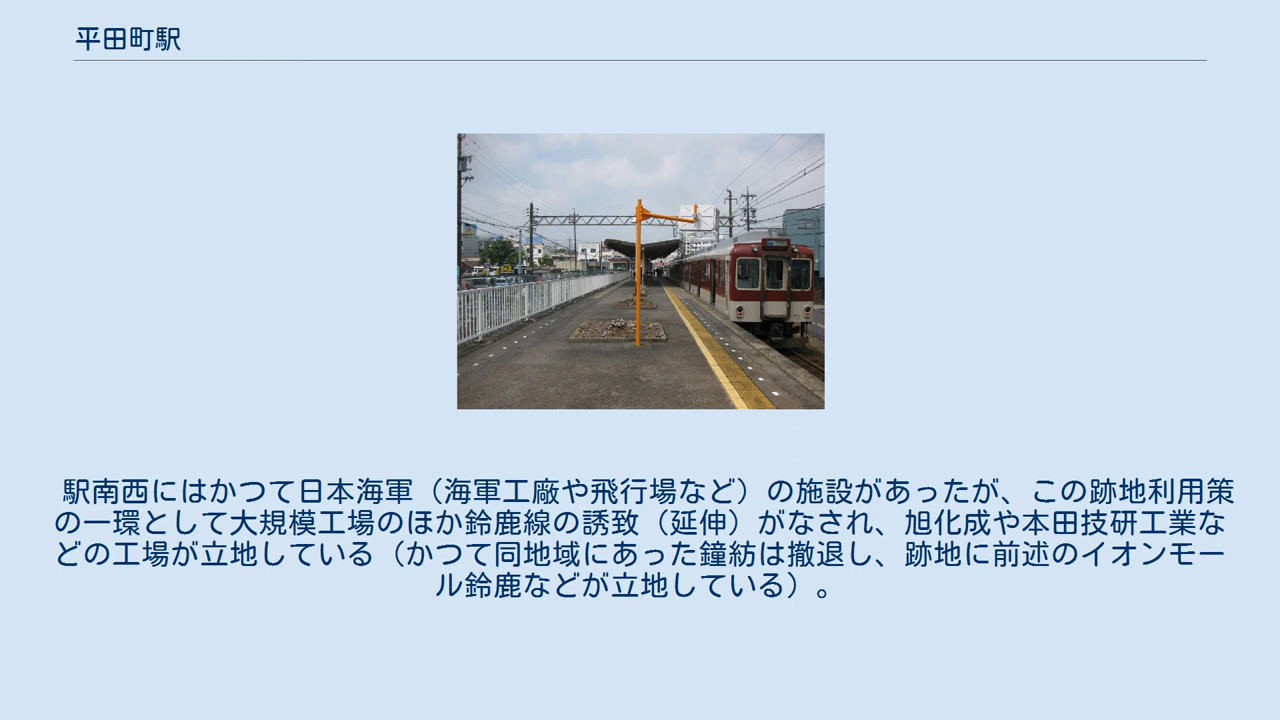 平田町駅
駅南西にはかつて日本海軍（海軍工廠や飛行場など）の施設があったが、この跡地利用策
の一環として大規模工場のほか鈴鹿線の誘致（延伸）がなされ、旭化成や本田技研工業な
どの工場が立地している（かつて同地域にあった鐘紡は撤退し、跡地に前述のイオンモー
ル鈴鹿などが立地している）。